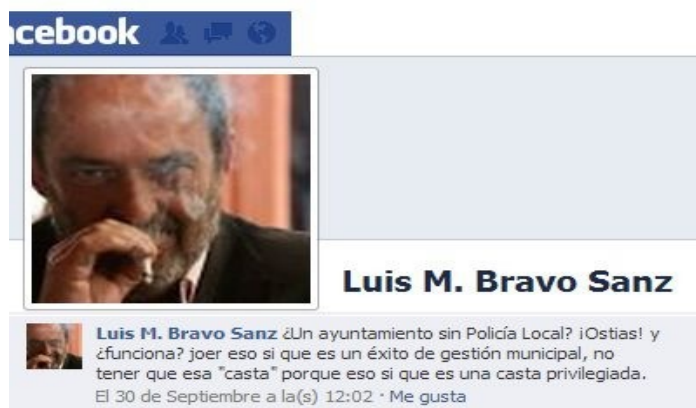 acebook
Luis M. Bravo Sanz
Luis M. Bravo Sanz ¿Un ayuntamiento sin Policía Local? ¡Ostias! y
¿funciona? joer eso si que es un éxito de gestión municipal, no
tener que esa "casta" porque eso si que es una casta privilegiada.
El 30 de Septiembre a la(s) 12:02 · Me gusta